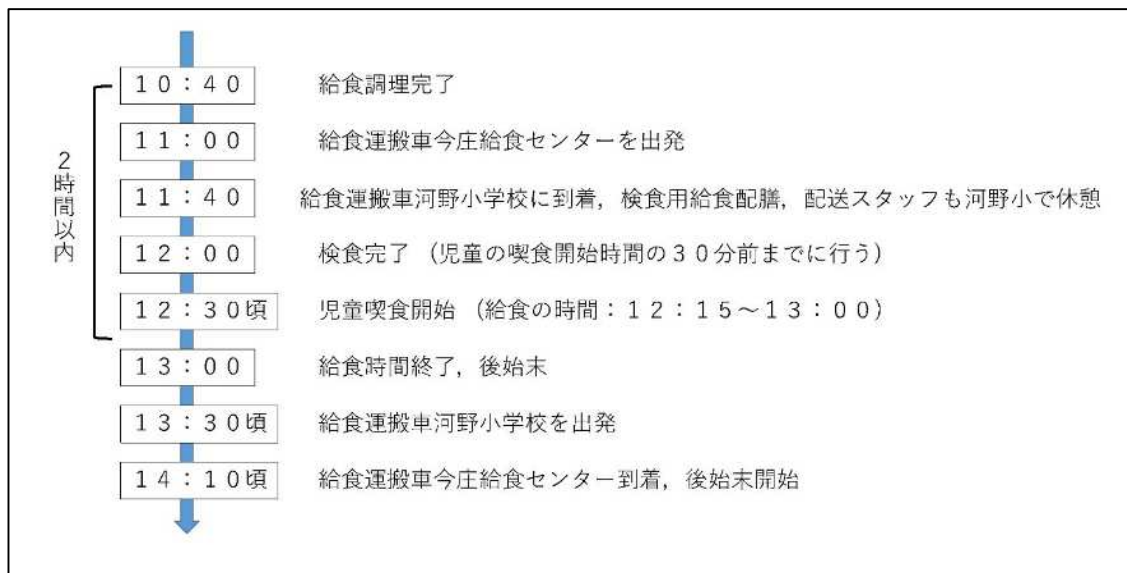 ２時間以内
１０：４０ 給食調理完了
１１：００ 給食運搬車今庄給食センターを出発
１１：４０ 給食運搬車河野小学校に到着，検食用給食配膳，配送スタッフも河野小で休憩
１２：００ 検食完了（児童の喫食開始時間の３０分前までに行う）
１２：３０頃 児童喫食開始（給食の時間：１２：１５～１３：００）
１３：００ 給食時間終了，後始末
１３：３０頃 給食運搬車河野小学校を出発
１４：１０頃 給食運搬車今庄給食センター到着，後始末開始